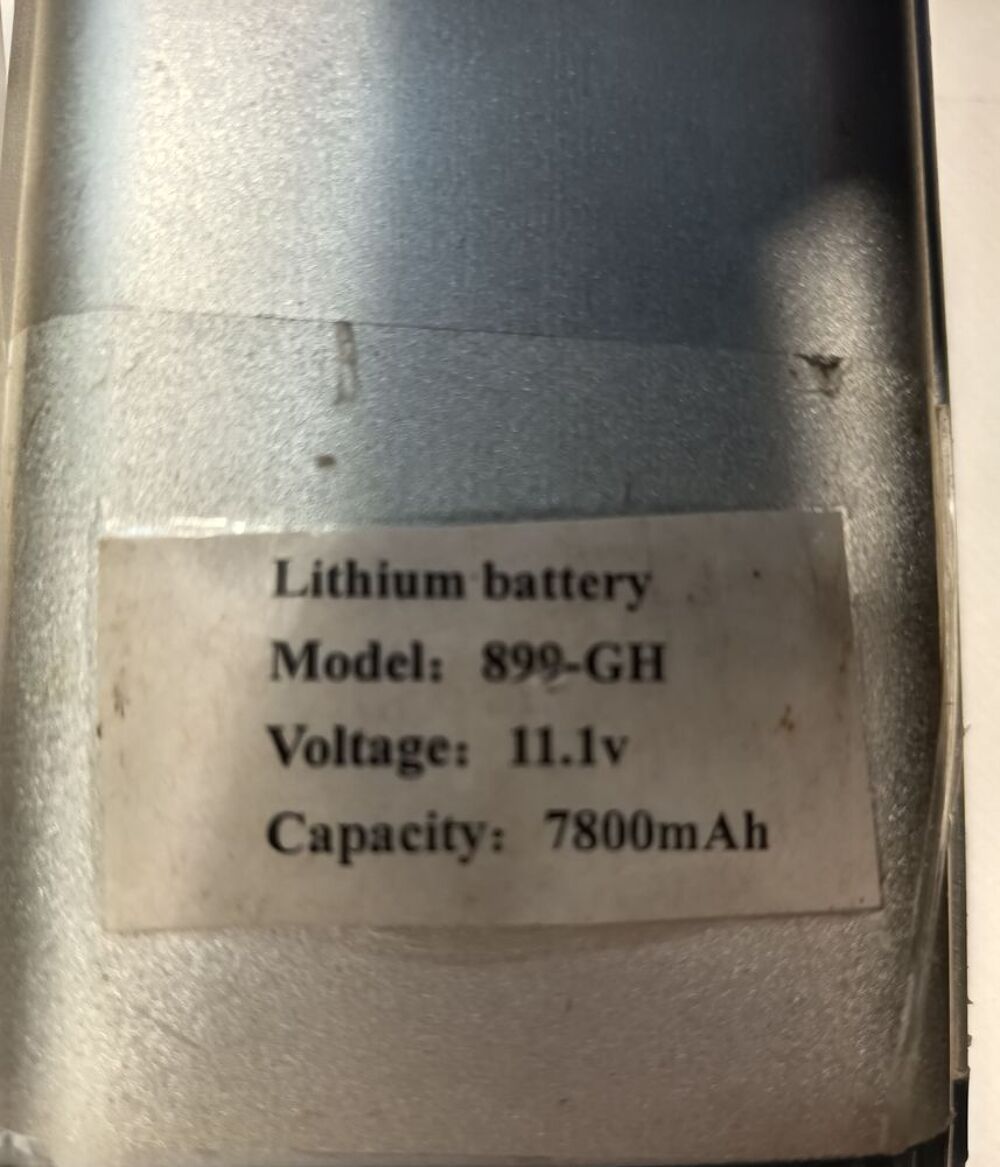 Lithium battery
Model： 899-GH
Voltage： 11.1v
Capacity： 7800mAh